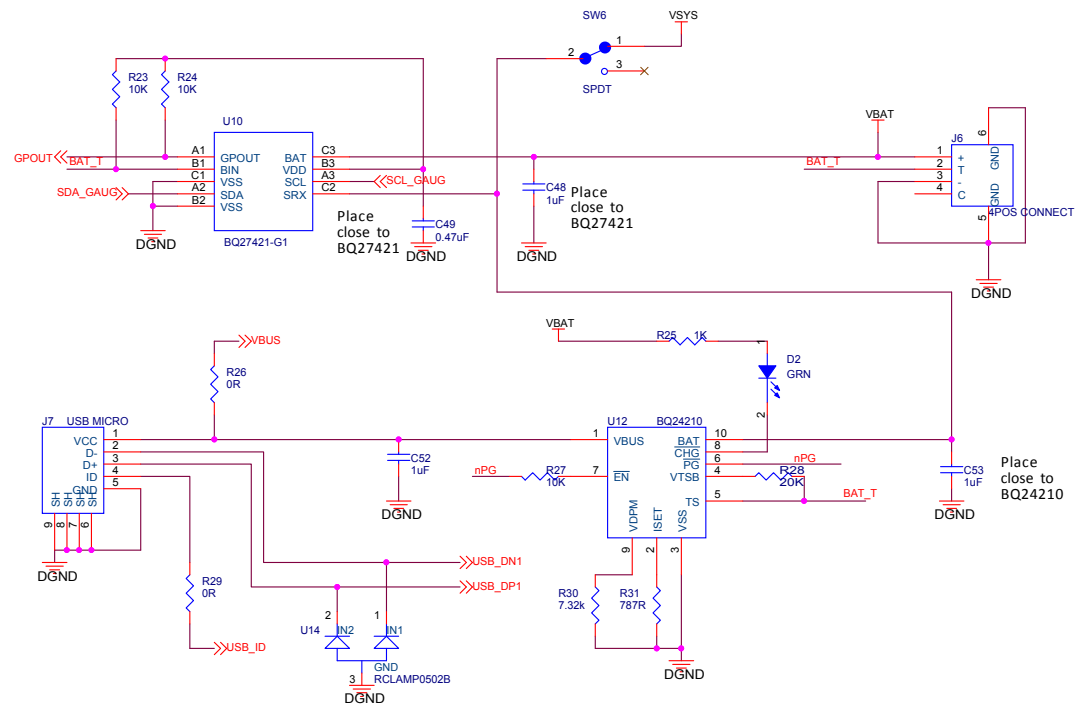 SW6
VSYS
1
2
3
SPDT
R23
10K
R24
10K
U10
GPOUT
BAT_T
SDA_GAUG
A1
B1
C1
A2
B2
GPOUT
BIN
VSS
SDA
VSS
BAT
VDD
SCL
SRX
C3
B3
A3
C2
SCL_GAUG
BQ27421-G1
DGND
Place
close to
BQ27421
C49
0.47uF
DGND
C48
1uF
Place
close to
BQ27421
DGND
VBAT
BAT_T
J6
1
2
3
4
+
T
-
C
6
GND
GND
5
4POS CONNECT
DGND
VBUS
R26
0R
J7
USB MICRO
VCC
D-
D+
ID
GND
1
2
3
4
5
SH
SH
SH
SH
9
8
7
6
DGND
C52
1uF
DGND
R29
0R
USB_ID
USB_DN1
USB_DP1
2
1
U14
IN2
IN1
GND
3
RCLAMP0502B
DGND
VBAT
R25
1K
1
D2
GRN
2
U12
BQ24210
1
VBUS
nPG
R27
10K
7
EN
BAT
CHG
PG
VTSB
TS
10
8
6
4
5
nPG
R28
20K
BAT_T
VDPM
ISET
VSS
9
2
3
R30
7.32k
R31
787R
DGND
C53
1uF
DGND
Place
close to
BQ24210